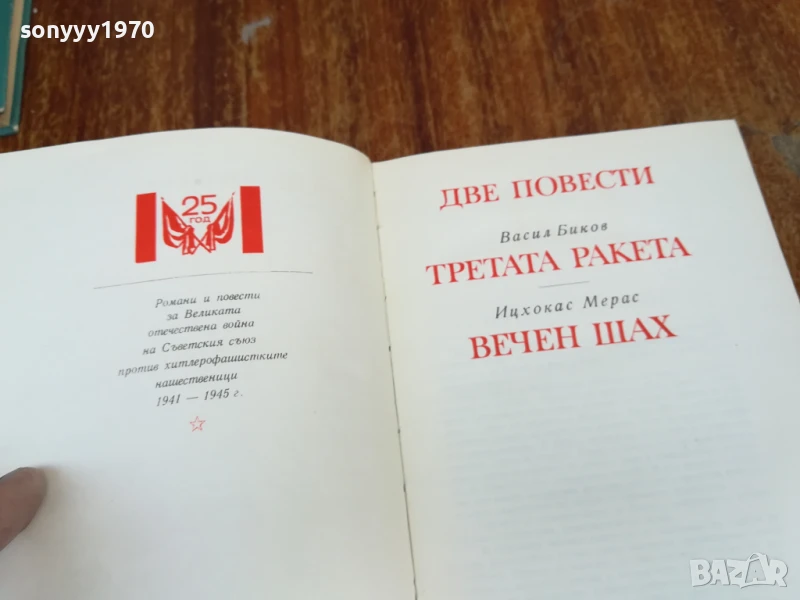 sonyyy1970
25
ГОД
Романи и повести
за Великата
отечествена война
на Съветския съюз
против хитлерофашистките
нашественици
1941 — 1945 г.
ДВЕ ПОВЕСТИ
Васил Биков
ТРЕТАТА РАКЕТА
Ицхокас Мерас
ВЕЧЕН ШАХ
BAZAR